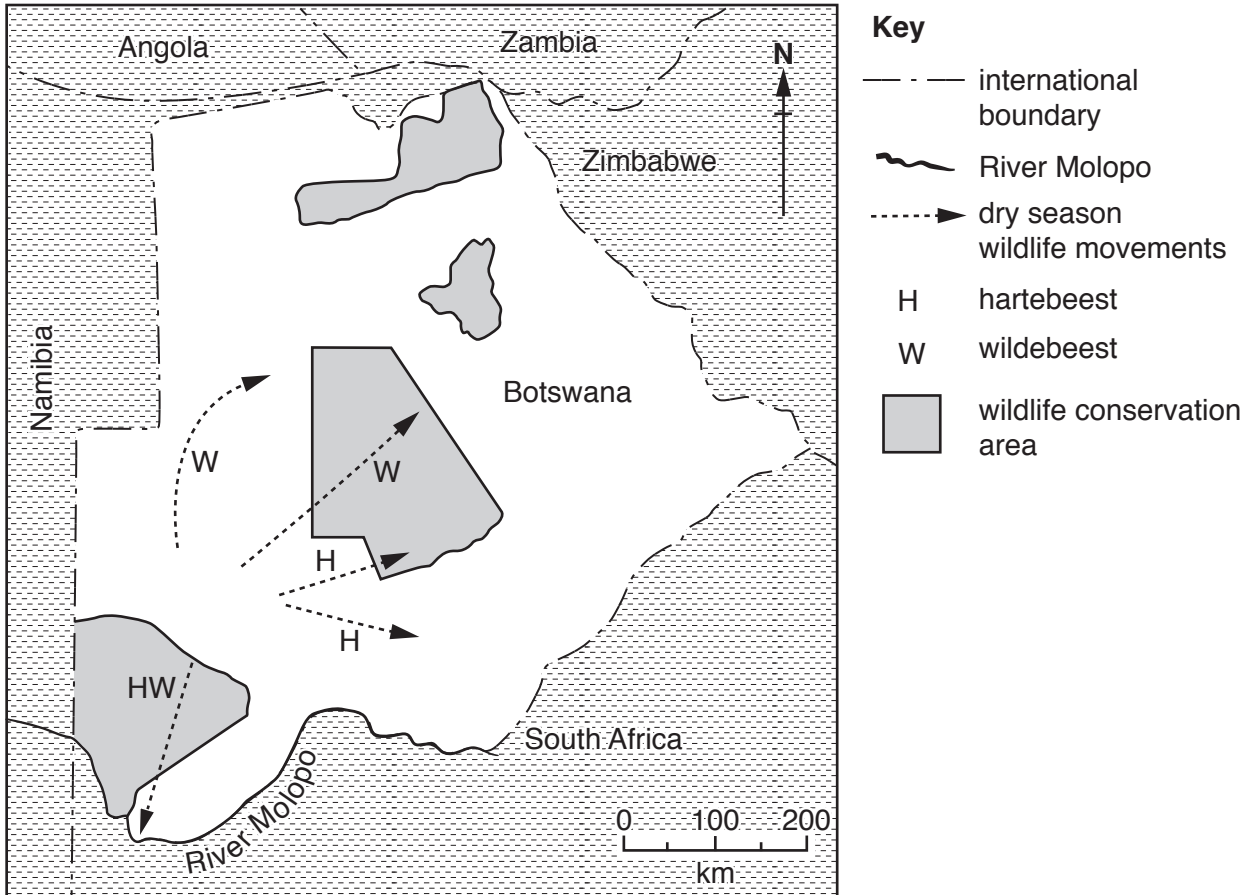 Angola
Zambia
N
Zimbabwe
Namibia
Botswana
W
W
H
H
HW
South Africa
River Molopo
0 100 200
km
Key
international
boundary
River Molopo
dry season
wildlife movements
H hartebeest
W wildebeest
wildlife conservation
area